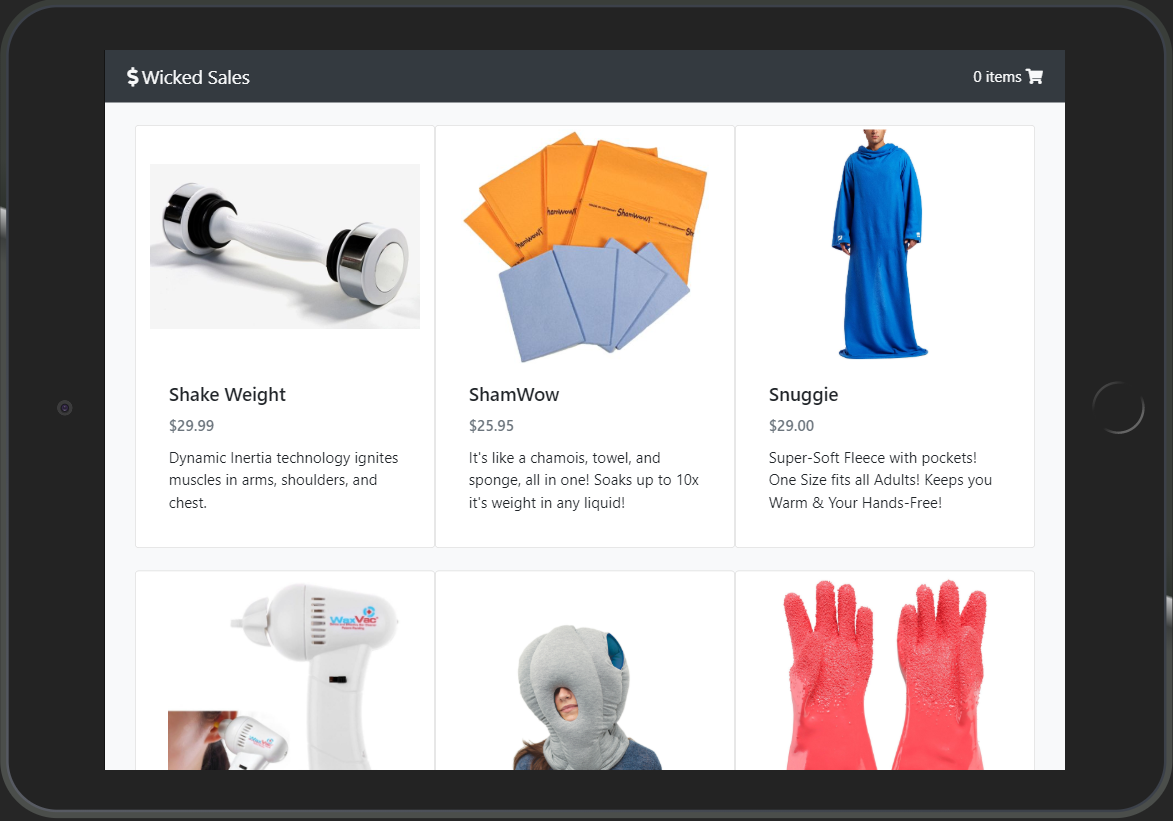 $ Wicked Sales
0 items
ShamWow!
ShamWow!
ShamWow!
Shake Weight
ShamWow
Snuggie
$29.99
$25.95
$29.00
Dynamic Inertia technology ignites
muscles in arms, shoulders, and
chest.
It's like a chamois, towel, and
sponge, all in one! Soaks up to 10x
it's weight in any liquid!
Super-Soft Fleece with pockets!
One Size fits all Adults! Keeps you
Warm & Your Hands-Free!
WaxVac
WaxVac